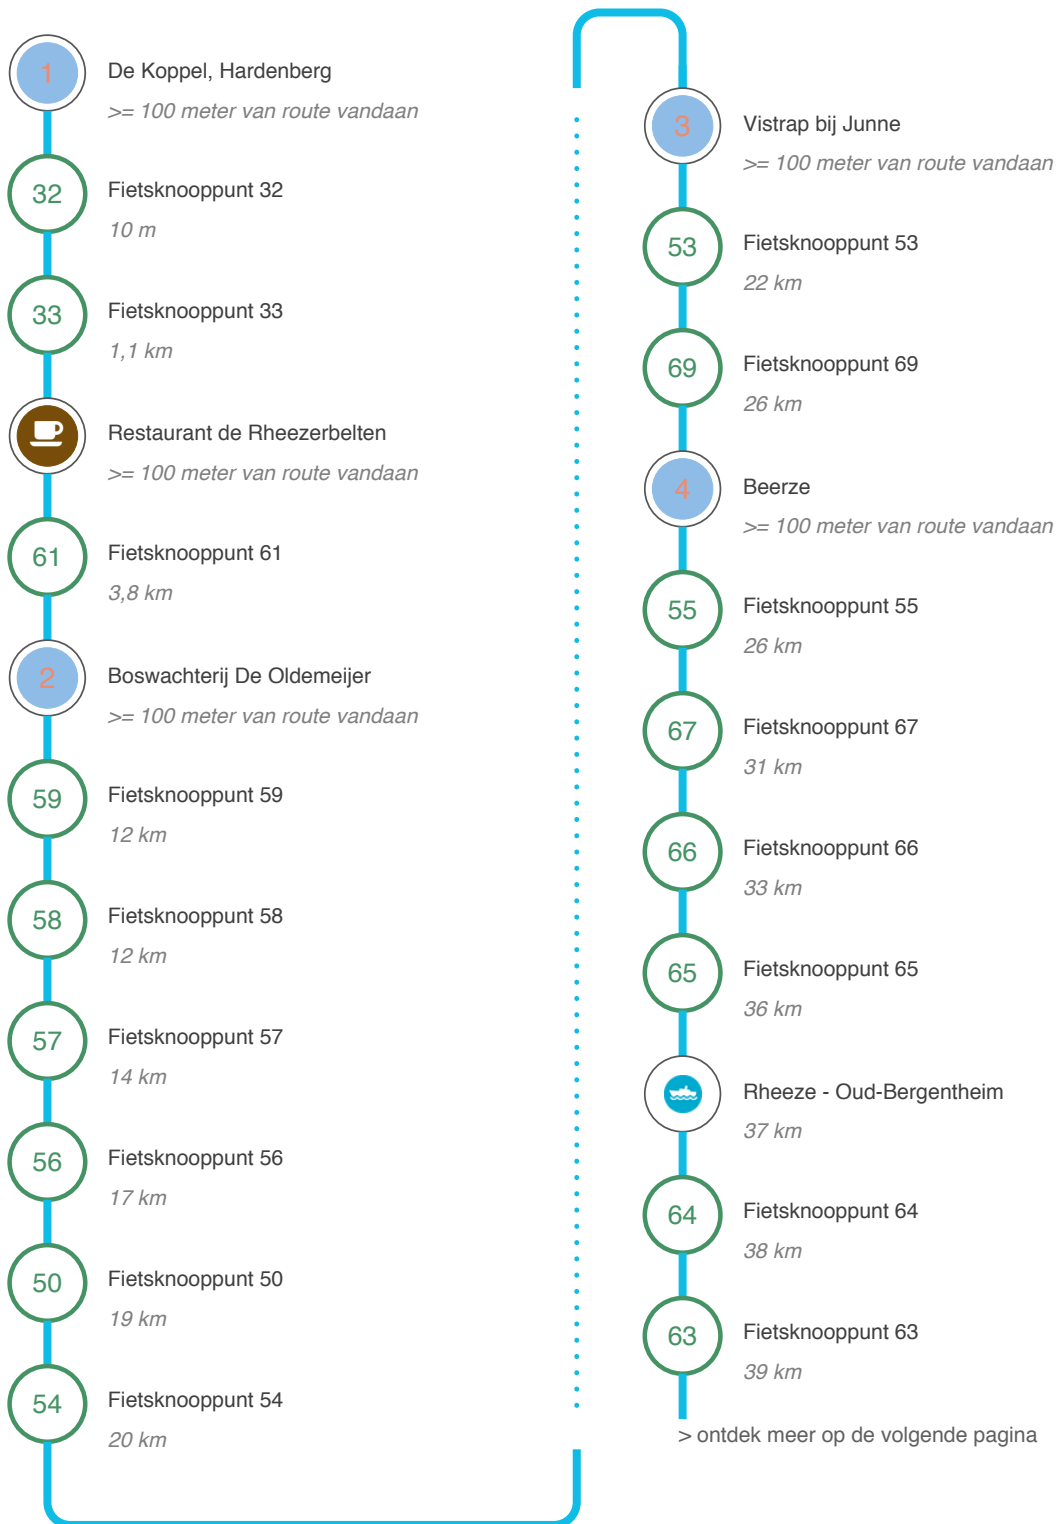 1
De Koppel, Hardenberg
>= 100 meter van route vandaan
32
Fietsknooppunt 32
10 m
33
Fietsknooppunt 33
1,1 km
Restaurant de Rheezerbelten
>= 100 meter van route vandaan
61
Fietsknooppunt 61
3,8 km
2
Boswachterij De Oldemeijer
>= 100 meter van route vandaan
59
Fietsknooppunt 59
12 km
58
Fietsknooppunt 58
12 km
57
Fietsknooppunt 57
14 km
56
Fietsknooppunt 56
17 km
50
Fietsknooppunt 50
19 km
54
Fietsknooppunt 54
20 km
3
Vistrap bij Junne
>= 100 meter van route vandaan
53
Fietsknooppunt 53
22 km
69
Fietsknooppunt 69
26 km
4
Beerze
>= 100 meter van route vandaan
55
Fietsknooppunt 55
26 km
67
Fietsknooppunt 67
31 km
66
Fietsknooppunt 66
33 km
65
Fietsknooppunt 65
36 km
Rheeze - Oud-Bergentheim
37 km
64
Fietsknooppunt 64
38 km
63
Fietsknooppunt 63
39 km
> ontdek meer op de volgende pagina